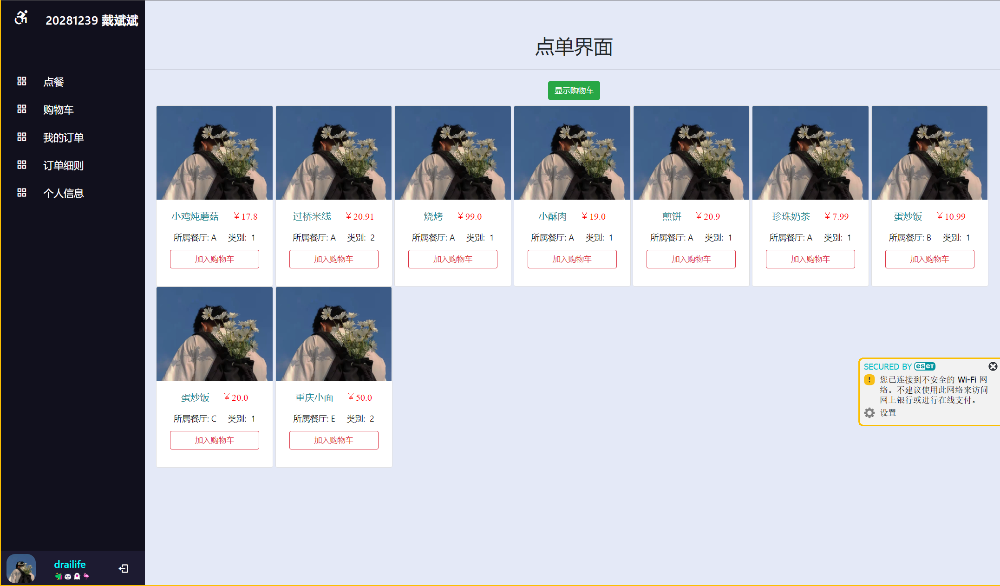 20281239 戴斌斌
点餐
购物车
我的订单
订单细则
个人信息
drailife
点单界面
显示购物车
小鸡炖蘑菇 ￥17.8
所属餐厅: A 类别: 1
加入购物车
过桥米线 ￥20.91
所属餐厅: A 类别: 2
加入购物车
烧烤 ￥99.0
所属餐厅: A 类别: 1
加入购物车
小酥肉 ￥19.0
所属餐厅: A 类别: 1
加入购物车
煎饼 ￥20.9
所属餐厅: A 类别: 1
加入购物车
珍珠奶茶 ￥7.99
所属餐厅: A 类别: 1
加入购物车
蛋炒饭 ￥10.99
所属餐厅: B 类别: 1
加入购物车
蛋炒饭 ￥20.0
所属餐厅: C 类别: 1
加入购物车
重庆小面 ￥50.0
所属餐厅: E 类别: 2
加入购物车
SECURED BY eseT
您已连接到不安全的 Wi-Fi 网
络。不建议使用此网络来访问
网上银行或进行在线支付。
设置